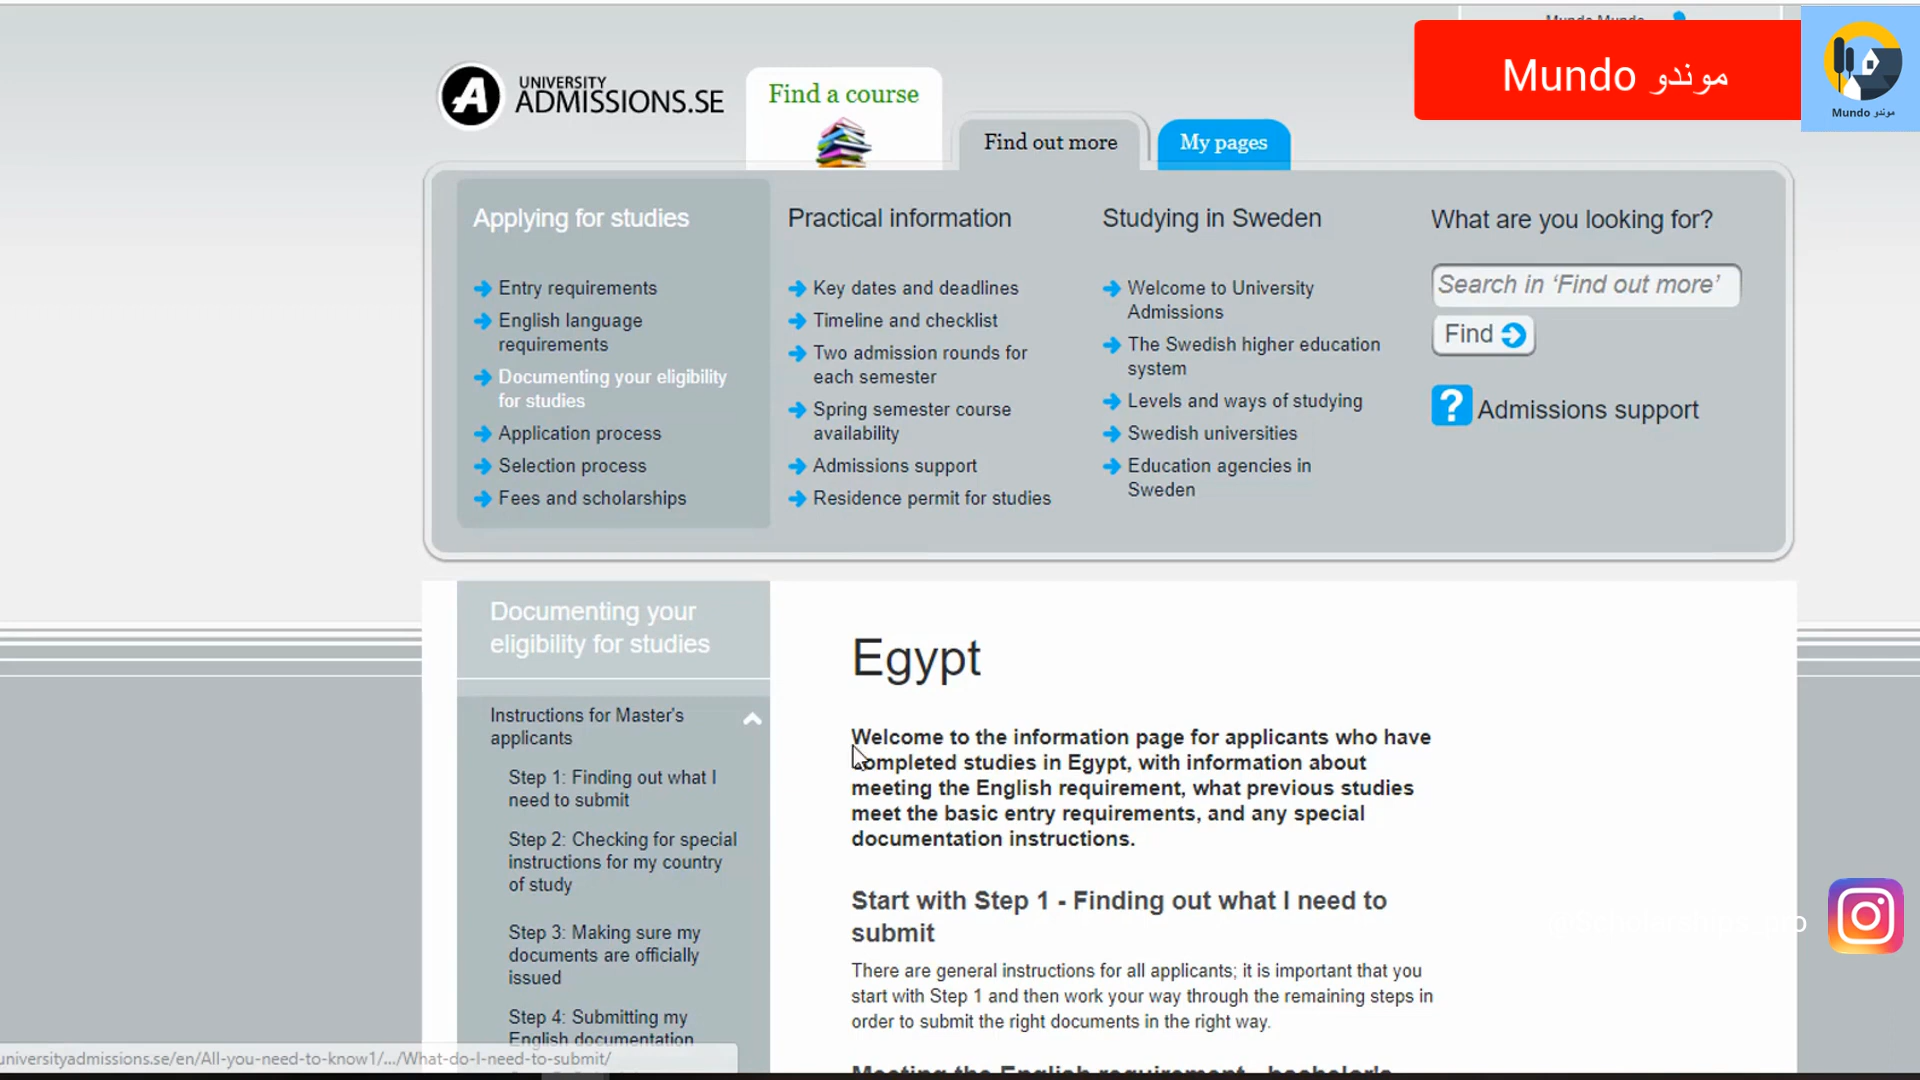 Mundo موندو
Mundo موندو
UNIVERSITY
ADMISSIONS.SE
Find a course
Find out more
My pages
Applying for studies
Entry requirements
English language
requirements
Documenting your eligibility
for studies
Application process
Selection process
Fees and scholarships
Practical information
Key dates and deadlines
Timeline and checklist
Two admission rounds for
each semester
Spring semester course
availability
Admissions support
Residence permit for studies
Studying in Sweden
Welcome to University
Admissions
The Swedish higher education
system
Levels and ways of studying
Swedish universities
Education agencies in
Sweden
What are you looking for?
Search in ‘Find out more’
Find
? Admissions support
Documenting your
eligibility for studies
Instructions for Master's
applicants
Step 1: Finding out what I
need to submit
Step 2: Checking for special
instructions for my country
of study
Step 3: Making sure my
documents are officially
issued
Step 4: Submitting my
English documentation
Egypt
Welcome to the information page for applicants who have
completed studies in Egypt, with information about
meeting the English requirement, what previous studies
meet the basic entry requirements, and any special
documentation instructions.
Start with Step 1 - Finding out what I need to
submit
There are general instructions for all applicants; it is important that you
start with Step 1 and then work your way through the remaining steps in
order to submit the right documents in the right way.
Meeting the English requirement - bachelor's
universityadmissions.se/en/All-you-need-to-know1/.../What-do-I-need-to-submit/